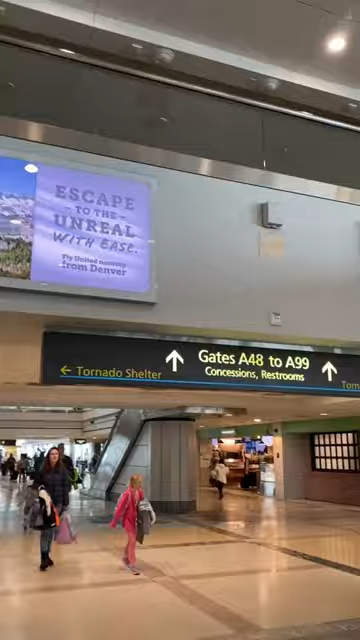 ESCAPE
- TO THE -
UNREAL
WITH EASE.
Fly United nonstop
from Denver
Gates A48 to A99
Concessions, Restrooms
← Tornado Shelter
Torn